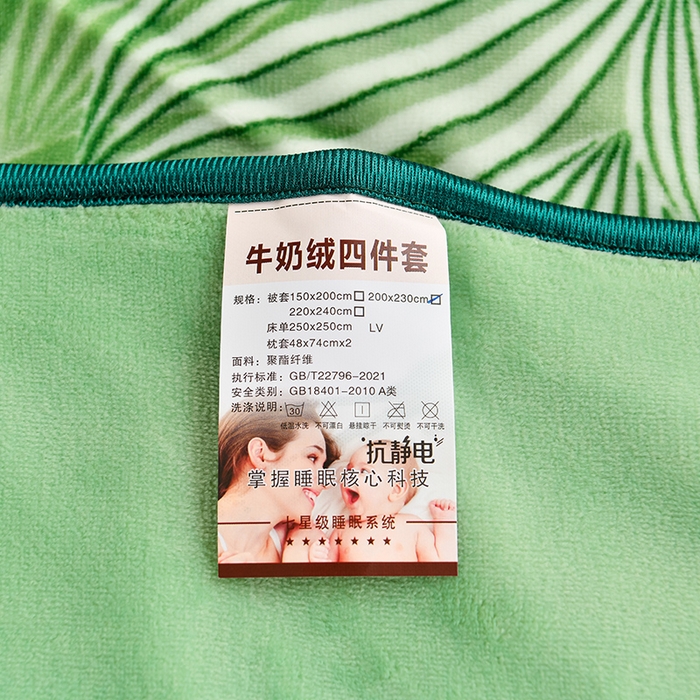 牛奶绒四件套
规格：被套150x200cm□ 200x230cm☑
220x240cm□
床单250x250cm LV
枕套48x74cmx2
面料：聚酯纤维
执行标准：GB/T22796-2021
安全类别：GB18401-2010 A类
洗涤说明：30
低温水洗 不可漂白 悬挂晾干 不可熨烫 不可干洗
抗静电
掌握睡眠核心科技
七星级睡眠系统
★★★★★★★